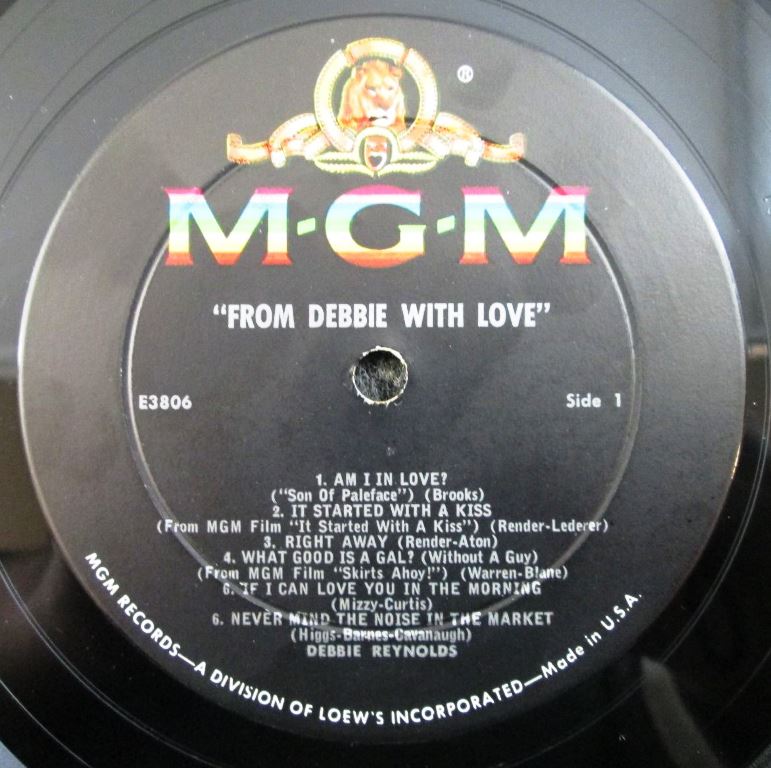 ®
M-G-M
"FROM DEBBIE WITH LOVE"
E3806 Side 1
1. AM I IN LOVE?
("Son Of Paleface") (Brooks)
2. IT STARTED WITH A KISS
(From MGM Film "It Started With A Kiss") (Render-Lederer)
3. RIGHT AWAY (Render-Aton)
4. WHAT GOOD IS A GAL? (Without A Guy)
(From MGM Film "Skirts Ahoy!") (Warren-Blane)
6. IF I CAN LOVE YOU IN THE MORNING
(Mizzy-Curtis)
6. NEVER MIND THE NOISE IN THE MARKET
(Higgs-Barnes-Cavanaugh)
DEBBIE REYNOLDS
MGM RECORDS—A DIVISION OF LOEW'S INCORPORATED—Made in U.S.A.